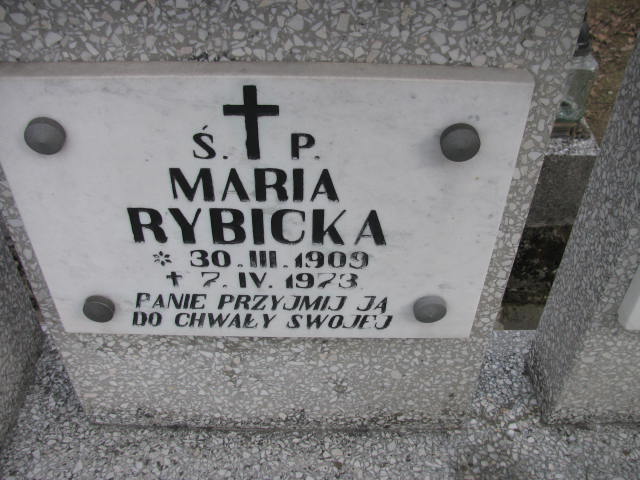 Ś. P.
MARIA
RYBICKA
* 30. III. 1909
† 7. IV. 1973
PANIE PRZYJMIJ JĄ
DO CHWAŁY SWOJEJ